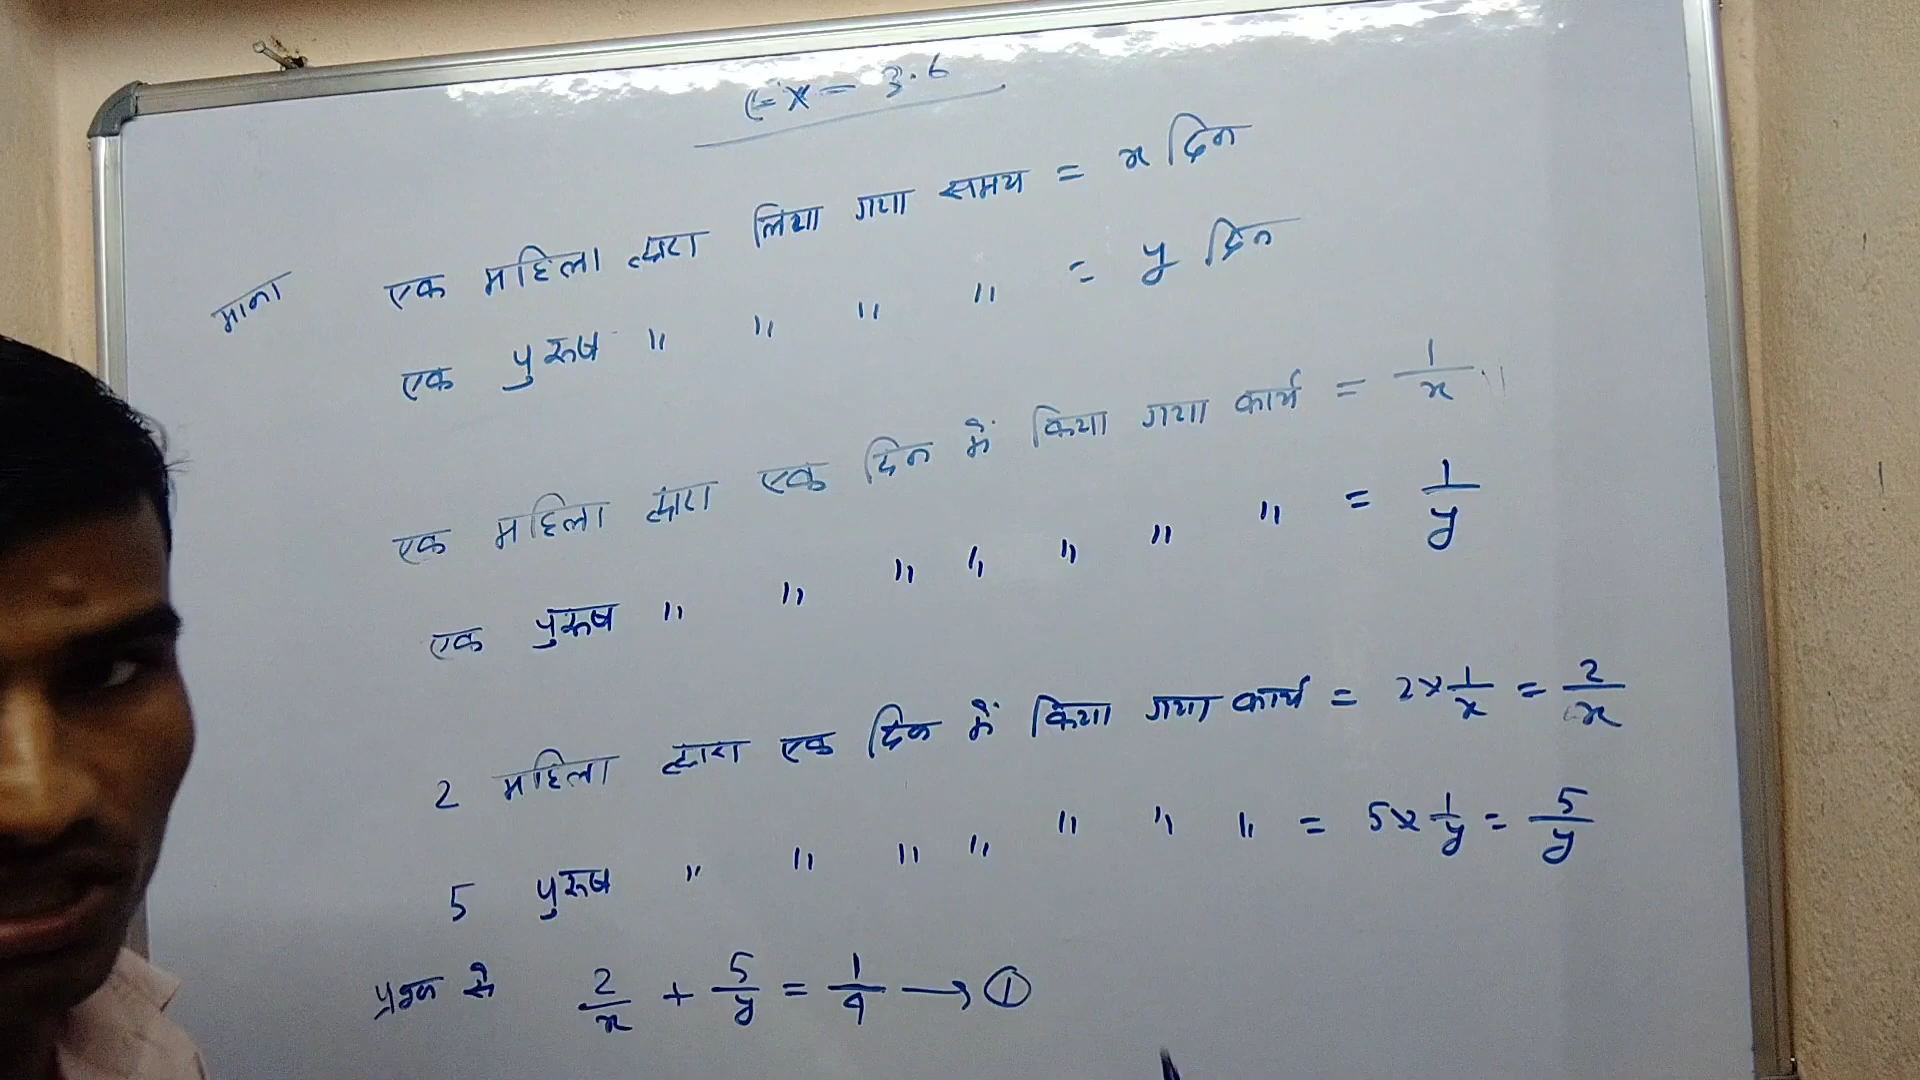 Ex - 3.6
माना एक महिला द्वारा लिया गया समय = x दिन
एक पुरूष " " " " = y दिन
एक महिला द्वारा एक दिन में किया गया कार्य = 1/x
एक पुरूष " " " " " " " = 1/y
2 महिला द्वारा एक दिन में किया गया कार्य = 2×1/x = 2/x
5 पुरूष " " " " " " " = 5×1/y = 5/y
प्रश्न से 2/x + 5/y = 1/4 → ①